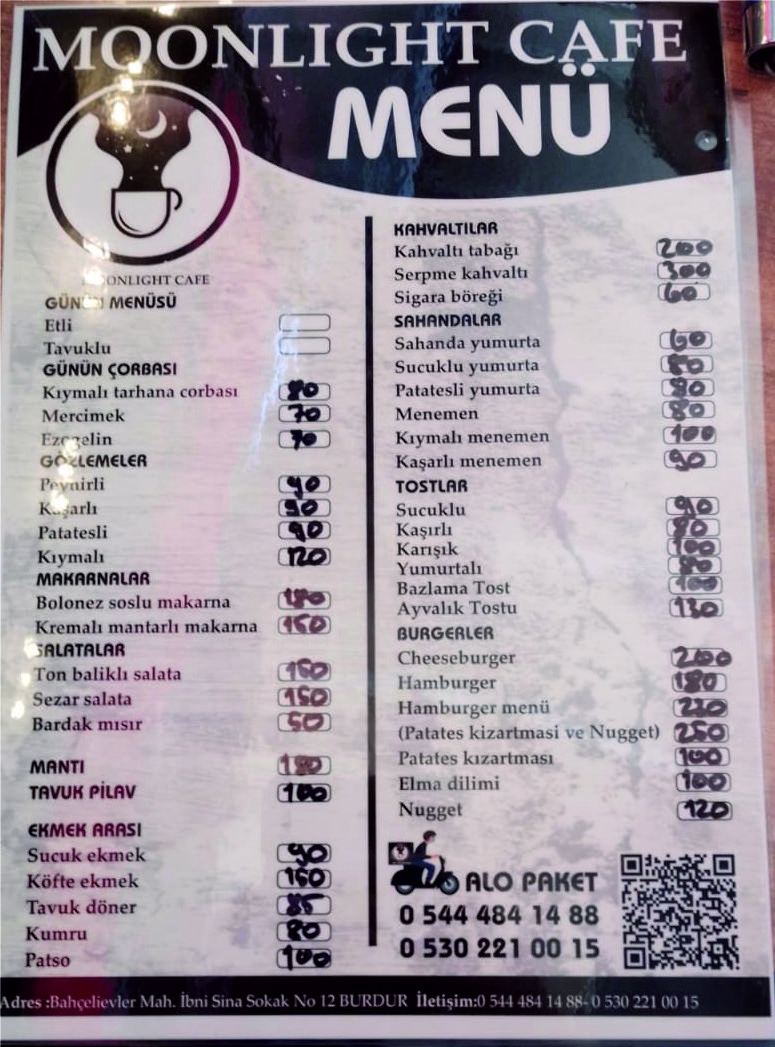 MOONLIGHT CAFE
MENÜ
MOONLIGHT CAFE
GÜNÜN MENÜSÜ
Etli
Tavuklu
GÜNÜN ÇORBASI
Kıymalı tarhana corbası 80
Mercimek 70
Ezogelin 70
GÖZLEMELER
Peynirli 90
Kaşarlı 90
Patatesli 90
Kıymalı 120
MAKARNALAR
Bolonez soslu makarna 180
Kremalı mantarlı makarna 150
SALATALAR
Ton baliklı salata 150
Sezar salata 150
Bardak mısır 50
MANTI
TAVUK PİLAV 100
EKMEK ARASI
Sucuk ekmek 90
Köfte ekmek 160
Tavuk döner 85
Kumru 80
Patso 100
KAHVALTILAR
Kahvaltı tabağı 200
Serpme kahvaltı 300
Sigara böreği 60
SAHANDALAR
Sahanda yumurta 60
Sucuklu yumurta 80
Patatesli yumurta
Menemen 80
Kıymalı menemen 100
Kaşarlı menemen 90
TOSTLAR
Sucuklu 90
Kaşırlı 80
Karışık 100
Yumurtalı 80
Bazlama Tost 100
Ayvalık Tostu 130
BURGERLER
Cheeseburger 200
Hamburger 180
Hamburger menü
(Patates kizartmasi ve Nugget) 250
Patates kızartması 100
Elma dilimi 100
Nugget 120
ALO PAKET
0 544 484 14 88
0 530 221 00 15
Adres :Bahçelievler Mah. İbni Sina Sokak No 12 BURDUR İletişim:0 544 484 14 88- 0 530 221 00 15